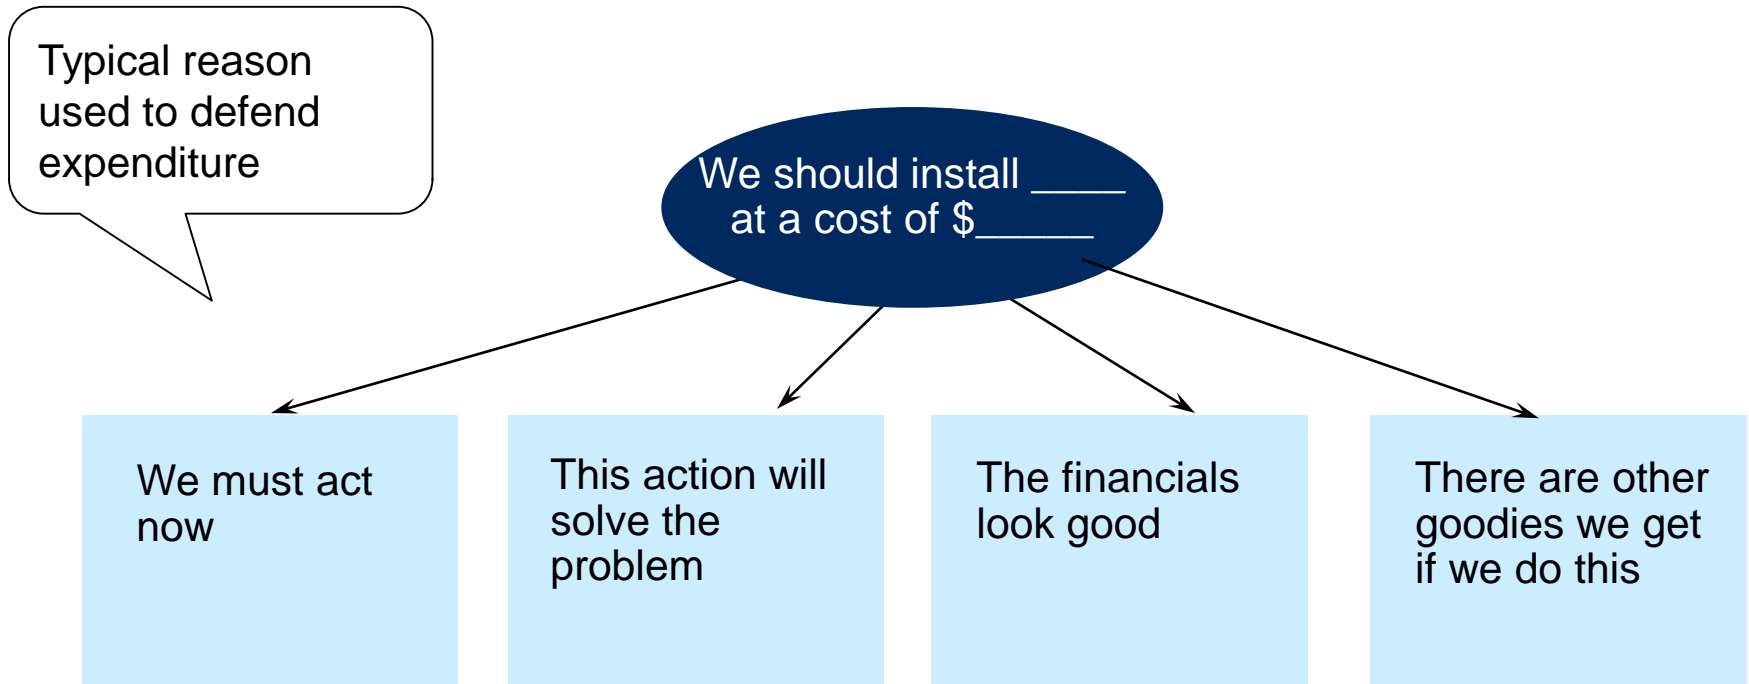 Typical reason
used to defend
expenditure
We should install ____
at a cost of $_____
We must act
now
This action will
solve the
problem
The financials
look good
There are other
goodies we get
if we do this